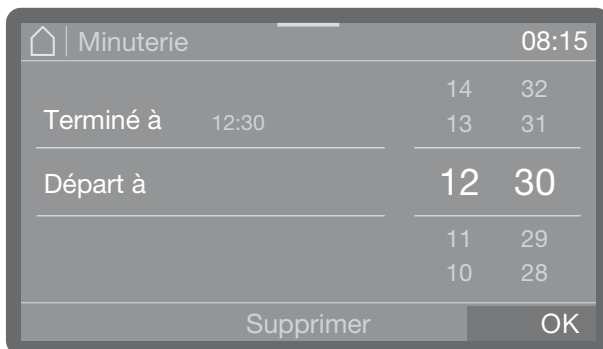 Minuterie 08:15
14 32
Terminé à 12:30 13 31
Départ à 12 30
11 29
10 28
Supprimer OK